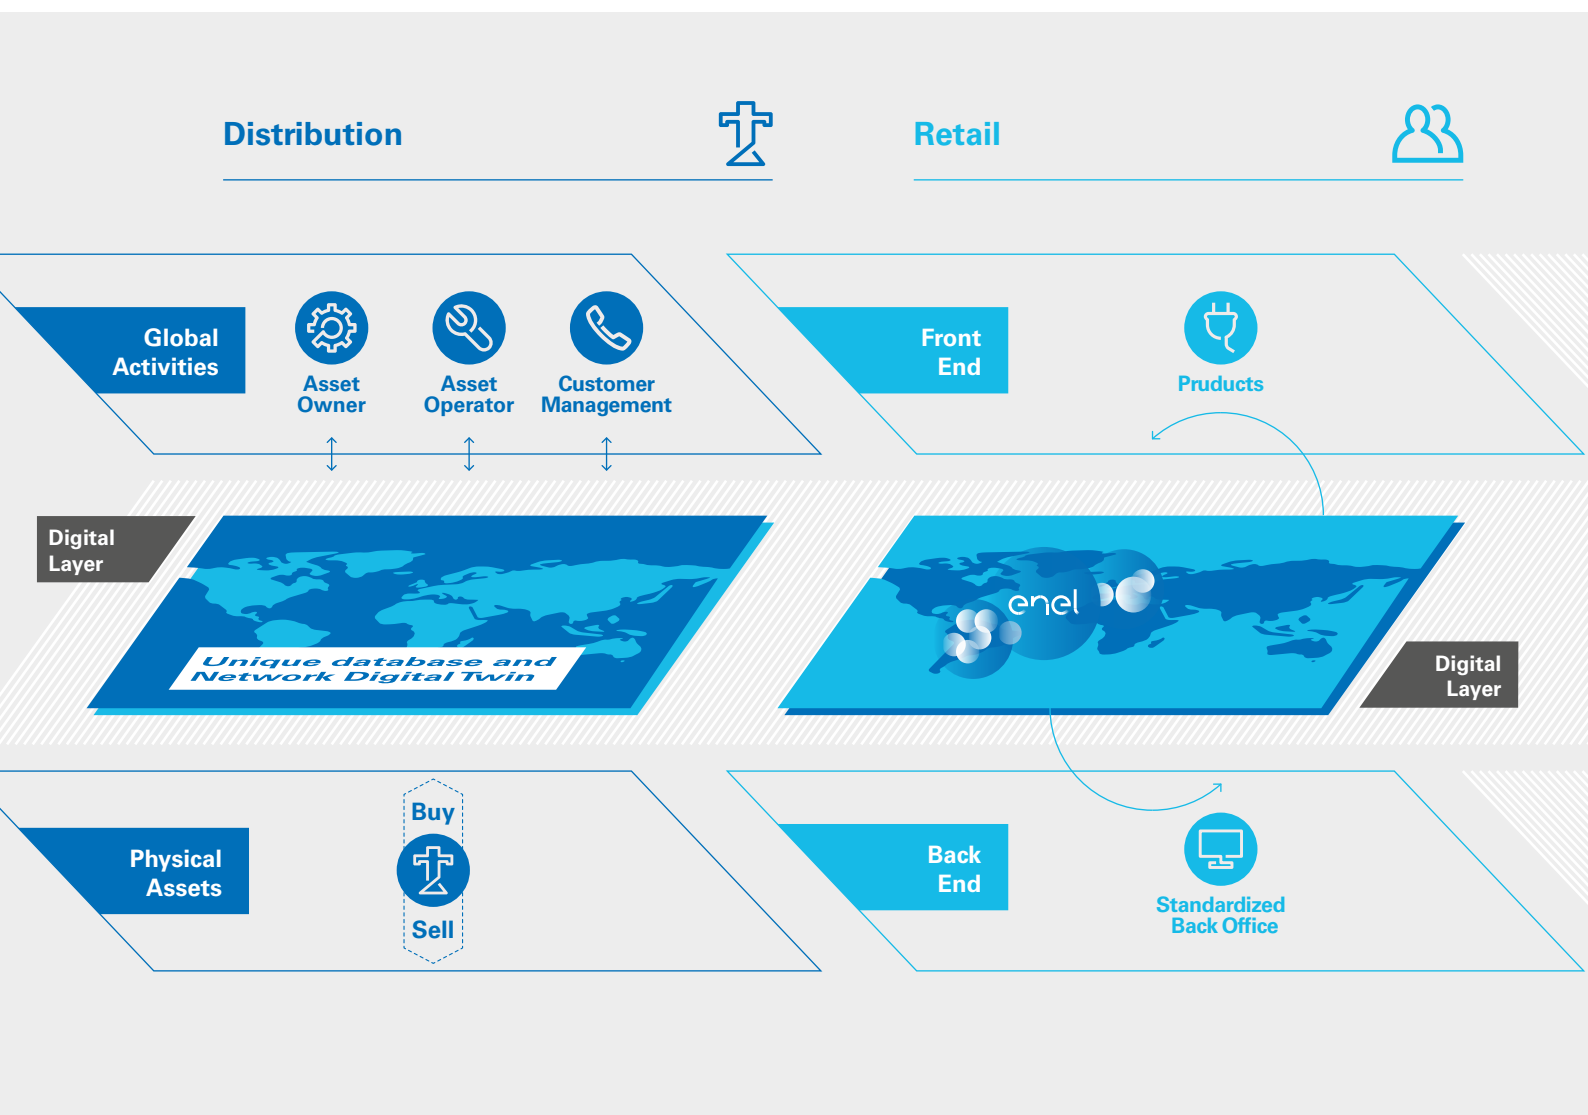 Distribution
Retail
Global
Activities
Asset
Owner
Asset
Operator
Customer
Management
Front
End
Pruducts
Digital
Layer
Unique database and
Network Digital Twin
enel
Digital
Layer
Physical
Assets
Buy
Sell
Back
End
Standardized
Back Office